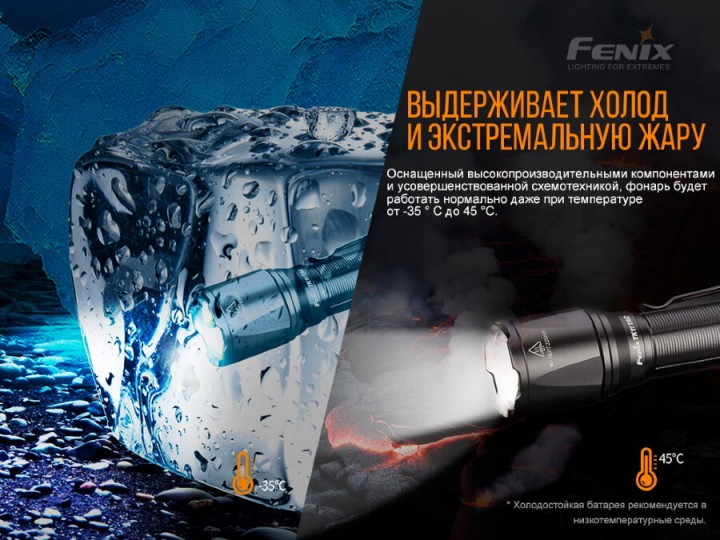 FENIX
LIGHTING FOR EXTREMES
ВЫДЕРЖИВАЕТ ХОЛОД
И ЭКСТРЕМАЛЬНУЮ ЖАРУ
Оснащенный высокопроизводительными компонентами
и усовершенствованной схемотехникой, фонарь будет
работать нормально даже при температуре
от -35 ° C до 45 °C.
-35°C
45°C
* Холодостойкая батарея рекомендуется в
низкотемпературные среды.